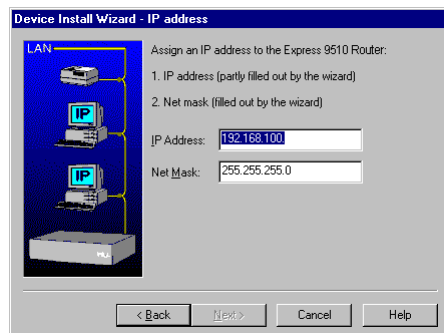 Device Install Wizard - IP address
LAN
Assign an IP address to the Express 9510 Router:
1. IP address (partly filled out by the wizard)
2. Net mask (filled out by the wizard)
IP Address: 192.168.100.
Net Mask: 255.255.255.0
IP
IP
< Back Next > Cancel Help